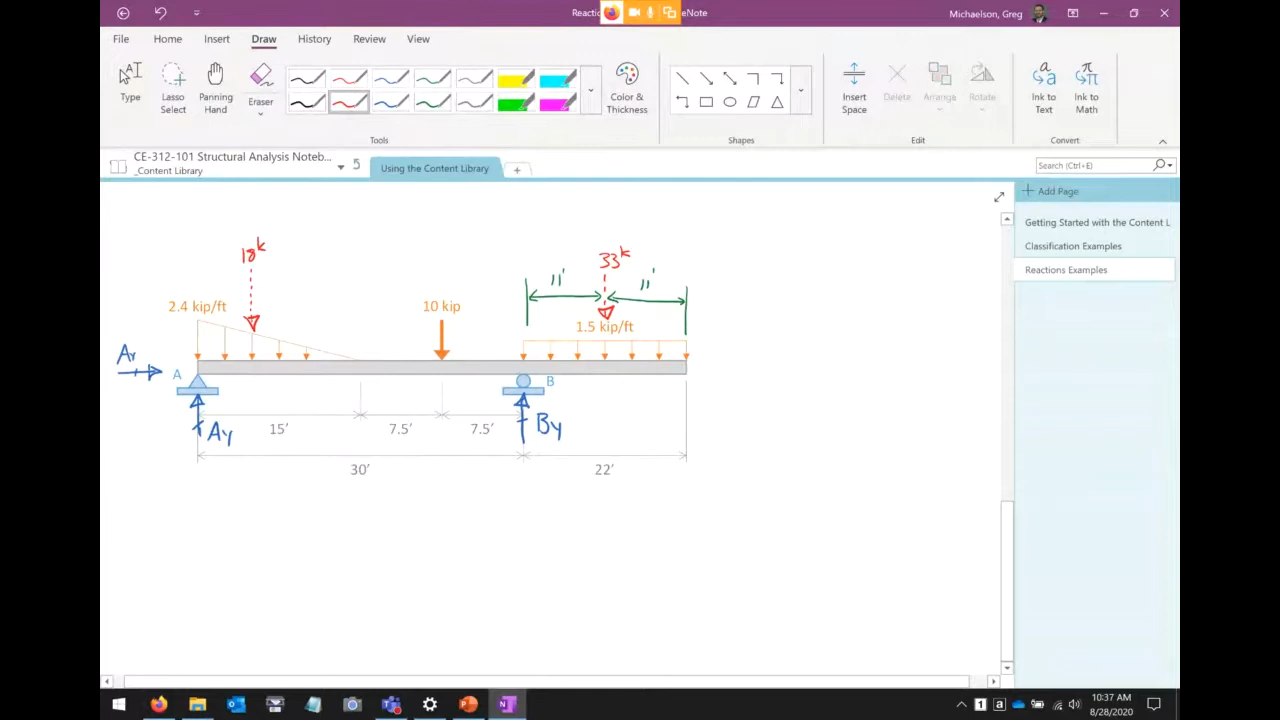 Reactio
eNote
Michaelson, Greg
File
Home
Insert
Draw
History
Review
View
Type
Lasso
Select
Panning
Hand
Eraser
Color &
Thickness
Insert
Space
Delete
Arrange
Rotate
Ink to
Text
Ink to
Math
Tools
Shapes
Edit
Convert
CE-312-101 Structural Analysis Noteb...
_Content Library
Using the Content Library
Search (Ctrl+E)
Add Page
Getting Started with the Content L
Classification Examples
Reactions Examples
18k
33k
11'
11'
2.4 kip/ft
10 kip
1.5 kip/ft
Ax
A
B
Ay
By
15'
7.5'
7.5'
30'
22'
10:37 AM
8/28/2020